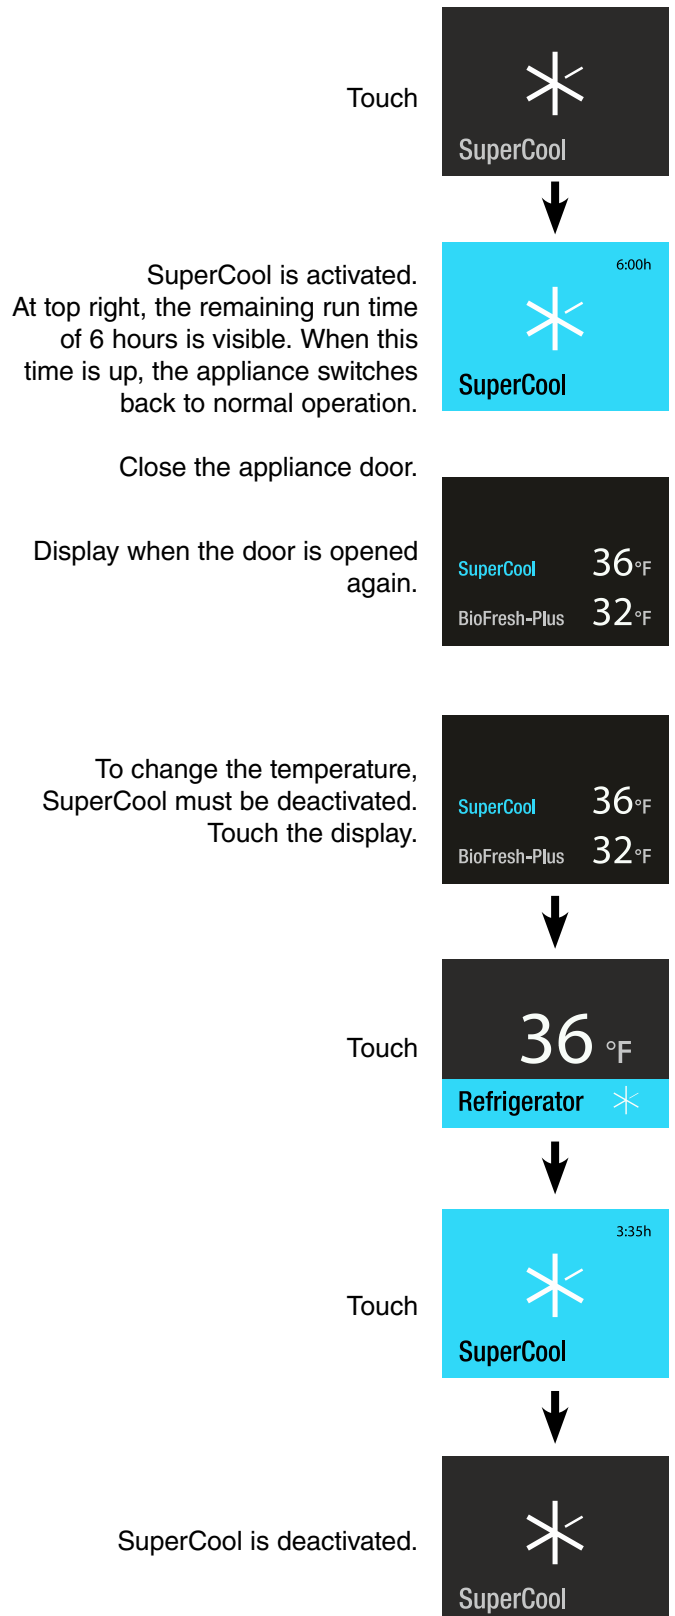 Touch
SuperCool
SuperCool is activated.
At top right, the remaining run time
of 6 hours is visible. When this
time is up, the appliance switches
back to normal operation.
6:00h
SuperCool
Close the appliance door.
Display when the door is opened
again.
SuperCool 36°F
BioFresh-Plus 32°F
To change the temperature,
SuperCool must be deactivated.
Touch the display.
SuperCool 36°F
BioFresh-Plus 32°F
Touch
36 °F
Refrigerator
Touch
3:35h
SuperCool
SuperCool is deactivated.
SuperCool